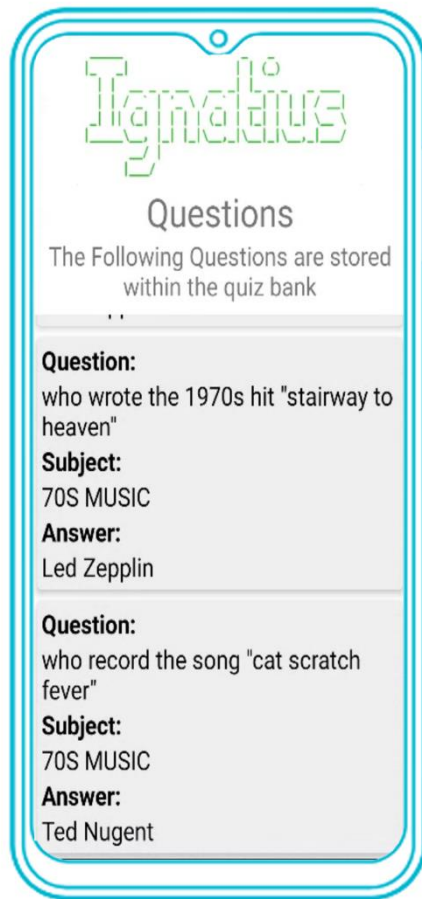 Ignatius
Questions
The Following Questions are stored
within the quiz bank
Question:
who wrote the 1970s hit "stairway to
heaven"
Subject:
70S MUSIC
Answer:
Led Zepplin
Question:
who record the song "cat scratch
fever"
Subject:
70S MUSIC
Answer:
Ted Nugent